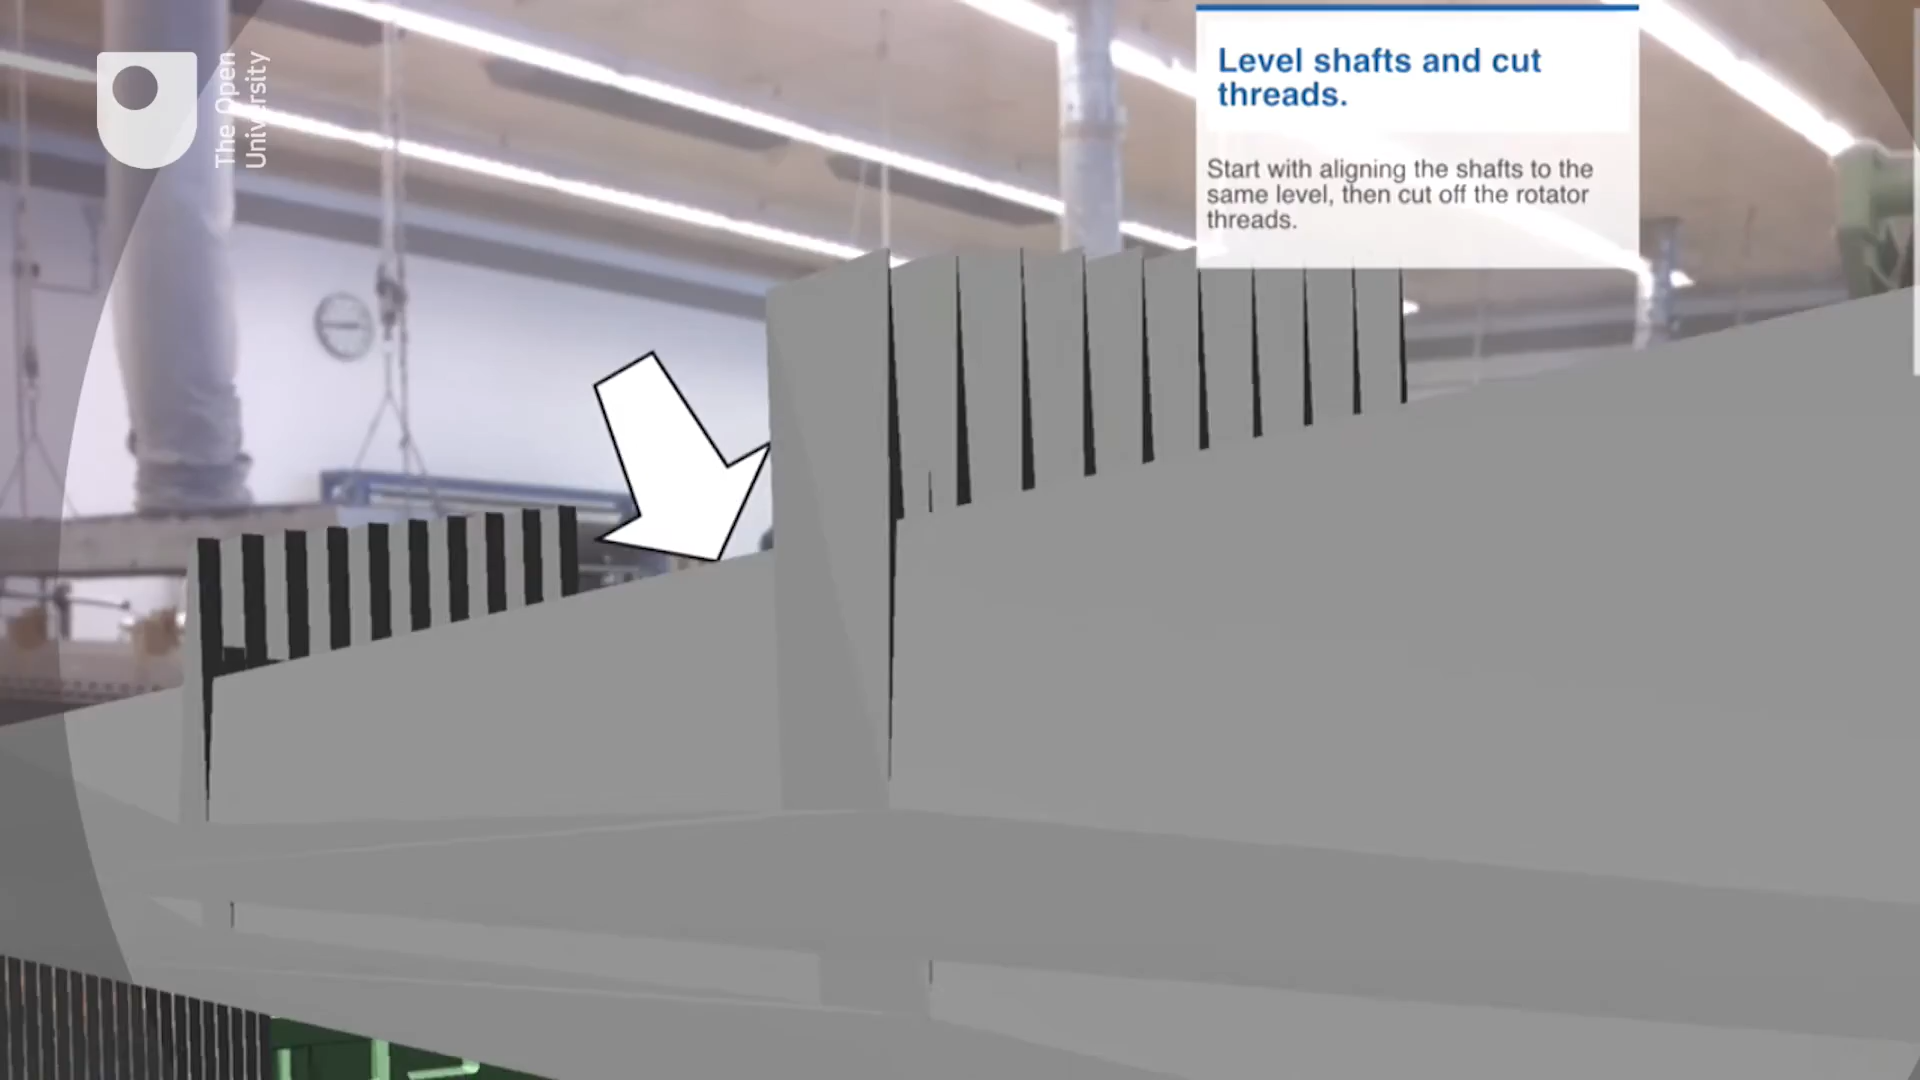 The Open
University
Level shafts and cut
threads.
Start with aligning the shafts to the
same level, then cut off the rotator
threads.